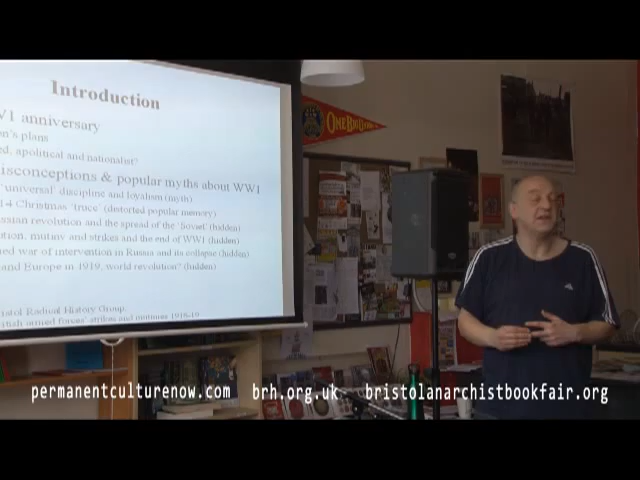 Introduction
W1 anniversary
on's plans
ed, apolitical and nationalist?
isconceptions & popular myths about WW1
'universal' discipline and loyalism (myth)
14 Christmas 'truce' (distorted popular memory)
ssian revolution and the spread of the 'Soviet' (hidden)
tion, mutiny and strikes and the end of WW1 (hidden)
ned war of intervention in Russia and its collapse (hidden)
and Europe in 1919, world revolution? (hidden)
ristol Radical History Group
ritish armed forces' strikes and mutinies 1918-19
ONE BIG
permanentculturenow.com brh.org.uk bristolanarchistbookfair.org